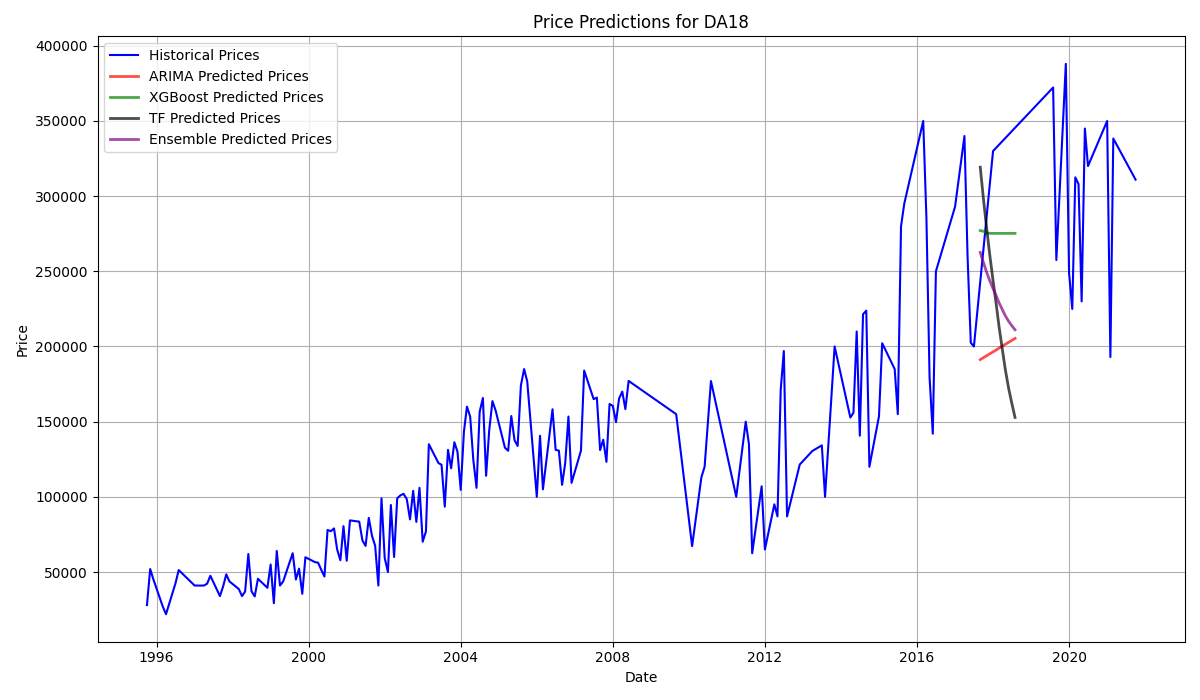 Price Predictions for DA18
400000
350000
300000
250000
200000
150000
100000
50000
Price
Historical Prices
ARIMA Predicted Prices
XGBoost Predicted Prices
TF Predicted Prices
Ensemble Predicted Prices
1996 2000 2004 2008 2012 2016 2020
Date